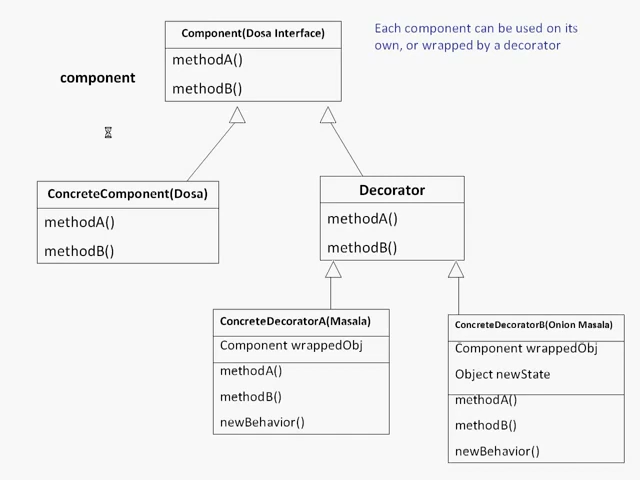 Component(Dosa Interface)
methodA()
methodB()
Each component can be used on its
own, or wrapped by a decorator
component
ConcreteComponent(Dosa)
methodA()
methodB()
Decorator
methodA()
methodB()
ConcreteDecoratorA(Masala)
Component wrappedObj
methodA()
methodB()
newBehavior()
ConcreteDecoratorB(Onion Masala)
Component wrappedObj
Object newState
methodA()
methodB()
newBehavior()